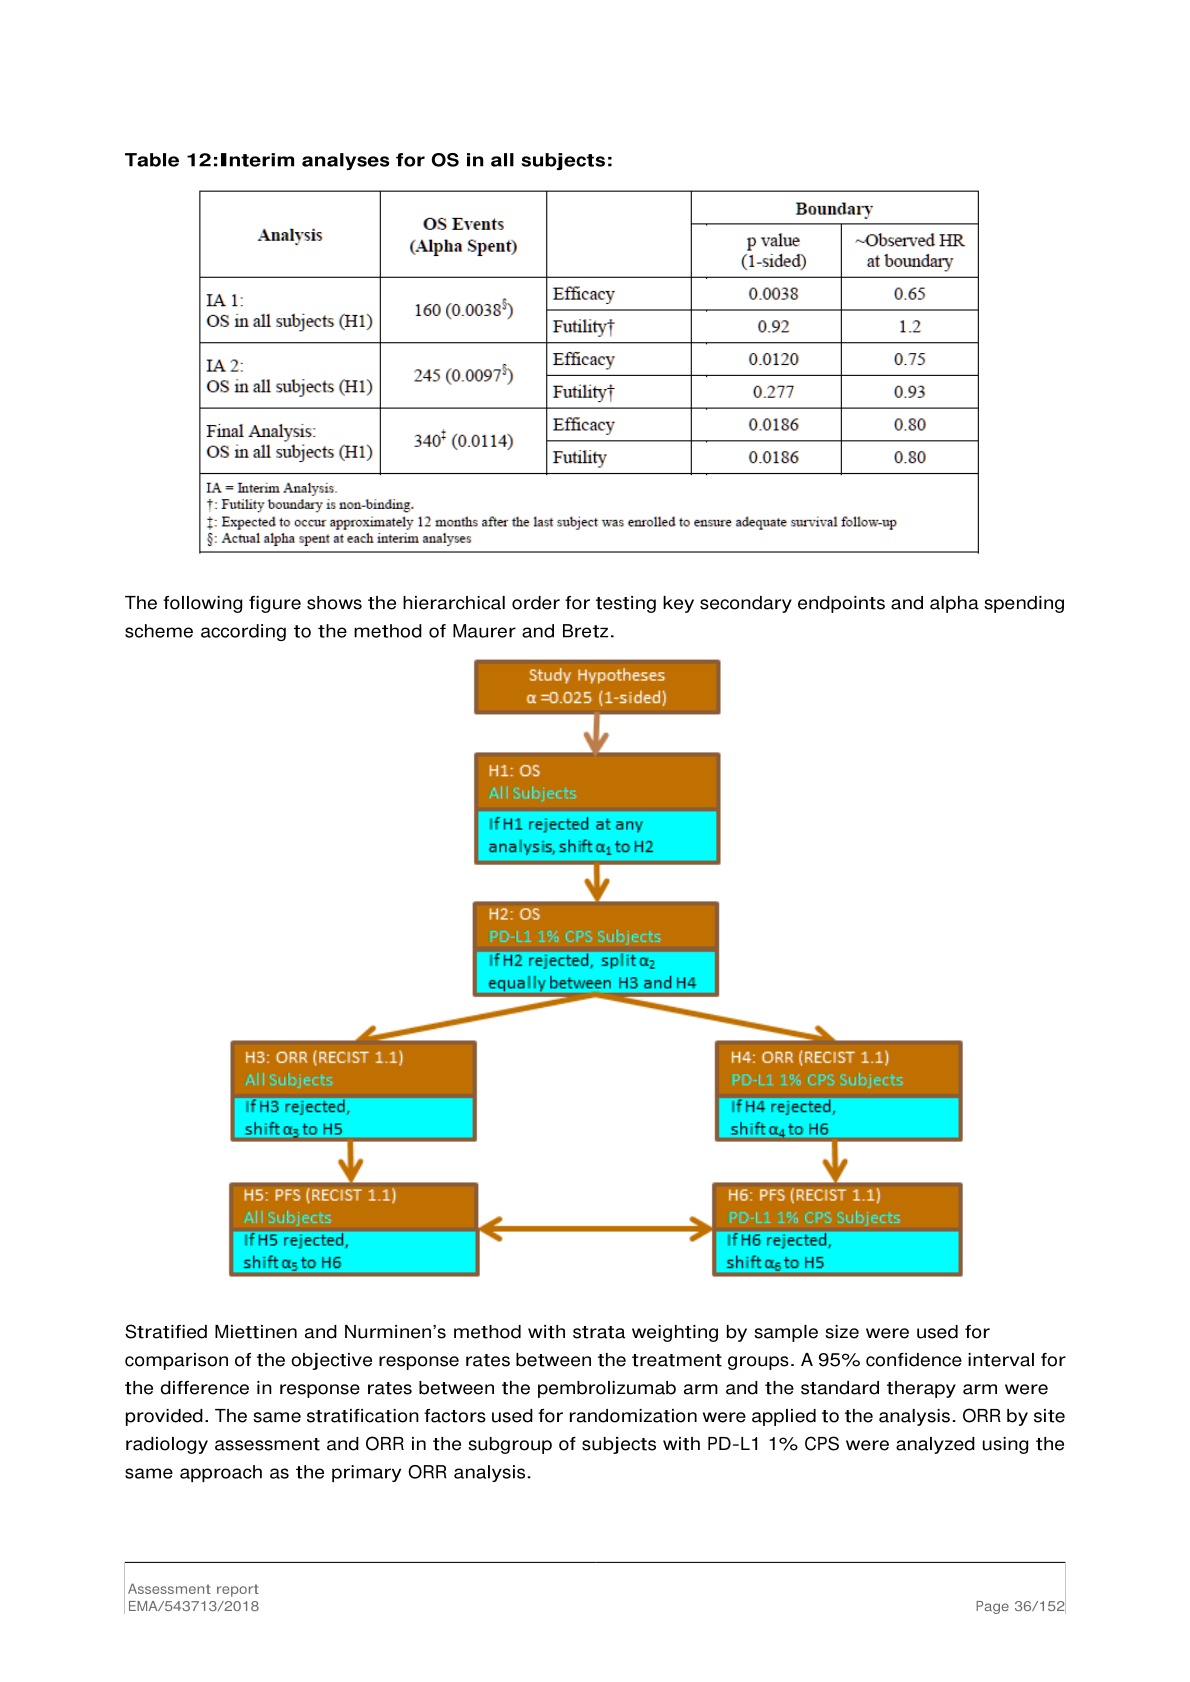 Table 12:Interim analyses for OS in all subjects:
Analysis
OS Events
(Alpha Spent)
Boundary
p value
(1-sided)
~Observed HR
at boundary
IA 1:
OS in all subjects (H1)
160 (0.0038§)
Efficacy
0.0038
0.65
Futility†
0.92
1.2
IA 2:
OS in all subjects (H1)
245 (0.0097§)
Efficacy
0.0120
0.75
Futility†
0.277
0.93
Final Analysis:
OS in all subjects (H1)
340‡ (0.0114)
Efficacy
0.0186
0.80
Futility
0.0186
0.80
IA = Interim Analysis.
†: Futility boundary is non-binding.
‡: Expected to occur approximately 12 months after the last subject was enrolled to ensure adequate survival follow-up
§: Actual alpha spent at each interim analyses
The following figure shows the hierarchical order for testing key secondary endpoints and alpha spending
scheme according to the method of Maurer and Bretz.
Study Hypotheses
α =0.025 (1-sided)
H1: OS
All Subjects
If H1 rejected at any
analysis, shift α1 to H2
H2: OS
PD-L1 1% CPS Subjects
If H2 rejected, split α2
equally between H3 and H4
H3: ORR (RECIST 1.1)
All Subjects
If H3 rejected,
shift α3 to H5
H4: ORR (RECIST 1.1)
PD-L1 1% CPS Subjects
If H4 rejected,
shift α4 to H6
H5: PFS (RECIST 1.1)
All Subjects
If H5 rejected,
shift α5 to H6
H6: PFS (RECIST 1.1)
PD-L1 1% CPS Subjects
If H6 rejected,
shift α6 to H5
Stratified Miettinen and Nurminen's method with strata weighting by sample size were used for
comparison of the objective response rates between the treatment groups. A 95% confidence interval for
the difference in response rates between the pembrolizumab arm and the standard therapy arm were
provided. The same stratification factors used for randomization were applied to the analysis. ORR by site
radiology assessment and ORR in the subgroup of subjects with PD-L1 1% CPS were analyzed using the
same approach as the primary ORR analysis.
Assessment report
EMA/543713/2018
Page 36/152